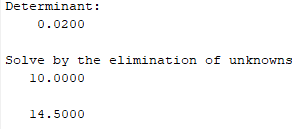 Determinant:
0.0200
Solve by the elimination of unknowns
10.0000
14.5000